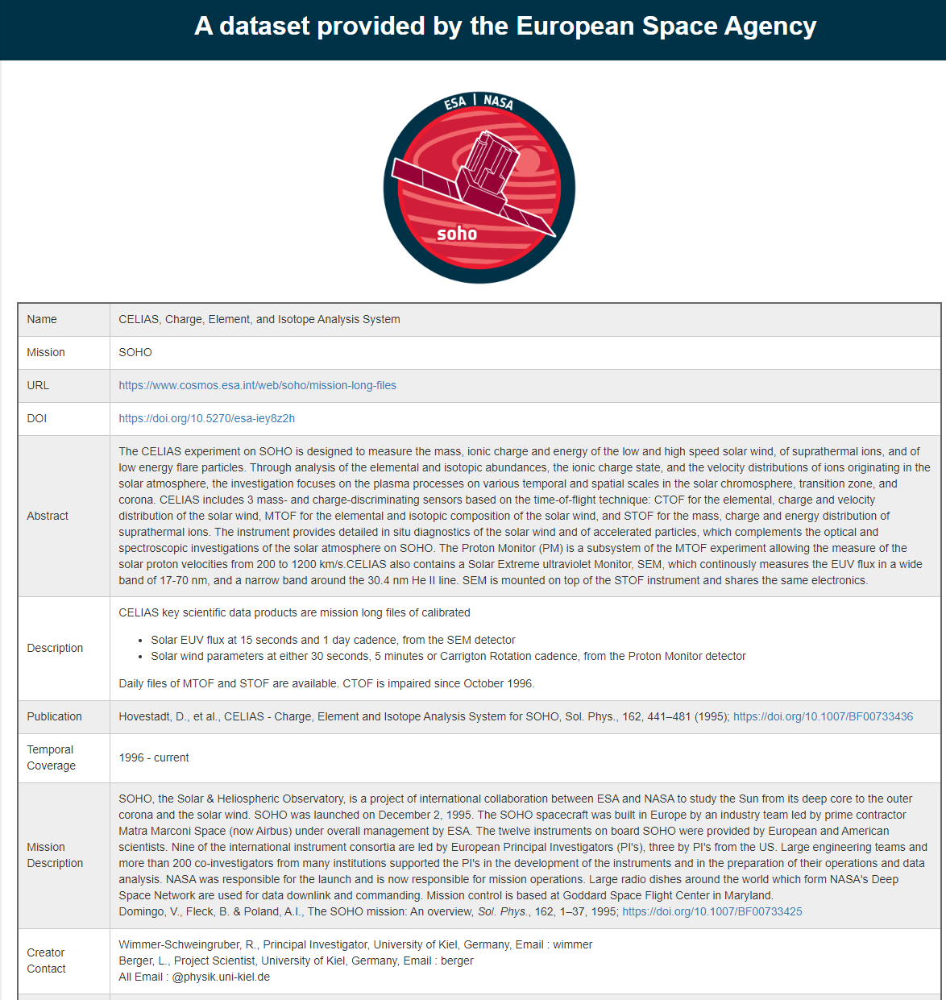 A dataset provided by the European Space Agency
ESA | NASA
soho
Name
CELIAS, Charge, Element, and Isotope Analysis System
Mission
SOHO
URL
https://www.cosmos.esa.int/web/soho/mission-long-files
DOI
https://doi.org/10.5270/esa-iey8z2h
Abstract
The CELIAS experiment on SOHO is designed to measure the mass, ionic charge and energy of the low and high speed solar wind, of suprathermal ions, and of
low energy flare particles. Through analysis of the elemental and isotopic abundances, the ionic charge state, and the velocity distributions of ions originating in the
solar atmosphere, the investigation focuses on the plasma processes on various temporal and spatial scales in the solar chromosphere, transition zone, and
corona. CELIAS includes 3 mass- and charge-discriminating sensors based on the time-of-flight technique: CTOF for the elemental, charge and velocity
distribution of the solar wind, MTOF for the elemental and isotopic composition of the solar wind, and STOF for the mass, charge and energy distribution of
suprathermal ions. The instrument provides detailed in situ diagnostics of the solar wind and of accelerated particles, which complements the optical and
spectroscopic investigations of the solar atmosphere on SOHO. The Proton Monitor (PM) is a subsystem of the MTOF experiment allowing the measure of the
solar proton velocities from 200 to 1200 km/s.CELIAS also contains a Solar Extreme ultraviolet Monitor, SEM, which continously measures the EUV flux in a wide
band of 17-70 nm, and a narrow band around the 30.4 nm He II line. SEM is mounted on top of the STOF instrument and shares the same electronics.
Description
CELIAS key scientific data products are mission long files of calibrated
• Solar EUV flux at 15 seconds and 1 day cadence, from the SEM detector
• Solar wind parameters at either 30 seconds, 5 minutes or Carrigton Rotation cadence, from the Proton Monitor detector
Daily files of MTOF and STOF are available. CTOF is impaired since October 1996.
Publication
Hovestadt, D., et al., CELIAS - Charge, Element and Isotope Analysis System for SOHO, Sol. Phys., 162, 441–481 (1995); https://doi.org/10.1007/BF00733436
Temporal
Coverage
1996 - current
Mission
Description
SOHO, the Solar & Heliospheric Observatory, is a project of international collaboration between ESA and NASA to study the Sun from its deep core to the outer
corona and the solar wind. SOHO was launched on December 2, 1995. The SOHO spacecraft was built in Europe by an industry team led by prime contractor
Matra Marconi Space (now Airbus) under overall management by ESA. The twelve instruments on board SOHO were provided by European and American
scientists. Nine of the international instrument consortia are led by European Principal Investigators (PI's), three by PI's from the US. Large engineering teams and
more than 200 co-investigators from many institutions supported the PI's in the development of the instruments and in the preparation of their operations and data
analysis. NASA was responsible for the launch and is now responsible for mission operations. Large radio dishes around the world which form NASA's Deep
Space Network are used for data downlink and commanding. Mission control is based at Goddard Space Flight Center in Maryland.
Domingo, V., Fleck, B. & Poland, A.I., The SOHO mission: An overview, Sol. Phys., 162, 1–37, 1995; https://doi.org/10.1007/BF00733425
Creator
Contact
Wimmer-Schweingruber, R., Principal Investigator, University of Kiel, Germany, Email : wimmer
Berger, L., Project Scientist, University of Kiel, Germany, Email : berger
All Email : @physik.uni-kiel.de